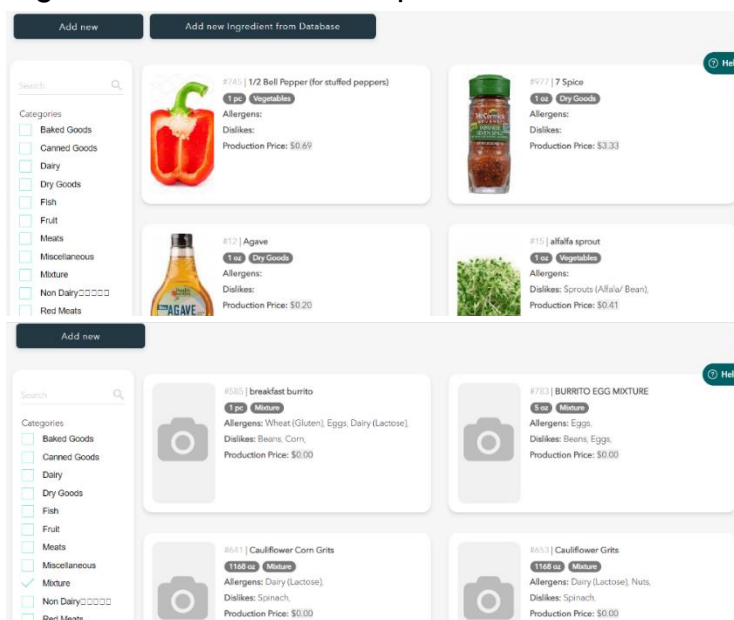 Add new
Add new Ingredient from Database
Hel
Search
Categories
Baked Goods
Canned Goods
Dairy
Dry Goods
Fish
Fruit
Meats
Miscellaneous
Mixture
Non Dairy□□□□□
Red Meats
#745 | 1/2 Bell Pepper (for stuffed peppers)
1 pc Vegetables
Allergens:
Dislikes:
Production Price: $0.69
#977 | 7 Spice
1 oz Dry Goods
Allergens:
Dislikes:
Production Price: $3.33
McCormick
GOURMET
JAPANESE
SEVEN SPICE
#12 | Agave
1 oz Dry Goods
Allergens:
Dislikes:
Production Price: $0.20
AGAVE
#15 | alfalfa sprout
1 oz Vegetables
Allergens:
Dislikes: Sprouts (Alfala/ Bean),
Production Price: $0.41
Add new
Hel
Search
Categories
Baked Goods
Canned Goods
Dairy
Dry Goods
Fish
Fruit
Meats
Miscellaneous
Mixture
Non Dairy□□□□□
Red Meats
#585 | breakfast burrito
1 pc Mixture
Allergens: Wheat (Gluten), Eggs, Dairy (Lactose),
Dislikes: Beans, Corn,
Production Price: $0.00
#783 | BURRITO EGG MIXTURE
5 oz Mixture
Allergens: Eggs,
Dislikes: Beans, Eggs,
Production Price: $0.00
#641 | Cauliflower Corn Grits
1168 oz Mixture
Allergens: Dairy (Lactose),
Dislikes: Spinach,
Production Price: $0.00
#653 | Cauliflower Grits
1168 oz Mixture
Allergens: Dairy (Lactose), Nuts,
Dislikes: Spinach,
Production Price: $0.00